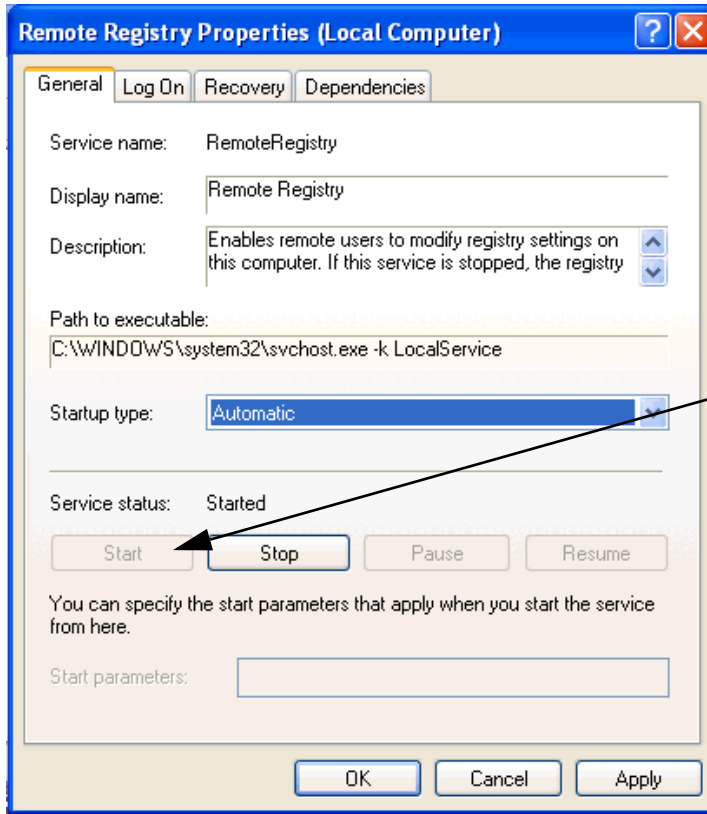 Remote Registry Properties (Local Computer)
General Log On Recovery Dependencies
Service name: RemoteRegistry
Display name: Remote Registry
Description: Enables remote users to modify registry settings on
this computer. If this service is stopped, the registry
Path to executable:
C:\WINDOWS\system32\svchost.exe -k LocalService
Startup type: Automatic
Service status: Started
Start Stop Pause Resume
You can specify the start parameters that apply when you start the service
from here.
Start parameters:
OK Cancel Apply